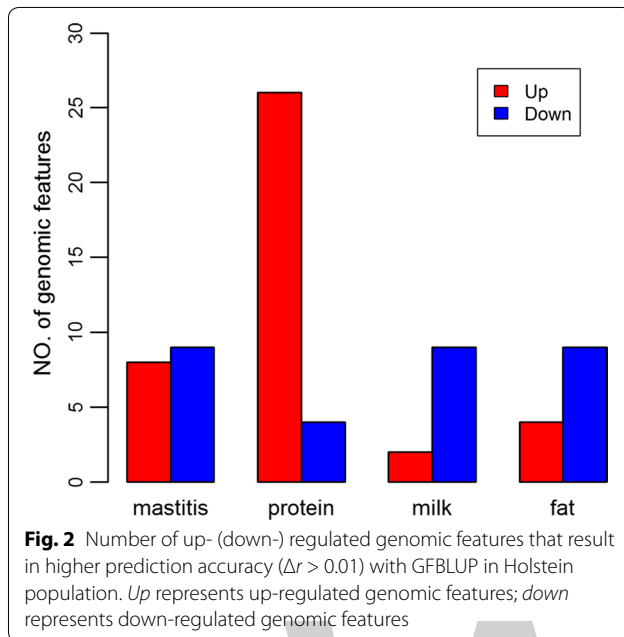 NO. of genomic features
30
25
20
15
10
5
0
Up
Down
mastitis protein milk fat
Fig. 2 Number of up- (down-) regulated genomic features that result
in higher prediction accuracy (Δr > 0.01) with GFBLUP in Holstein
population. Up represents up-regulated genomic features; down
represents down-regulated genomic features